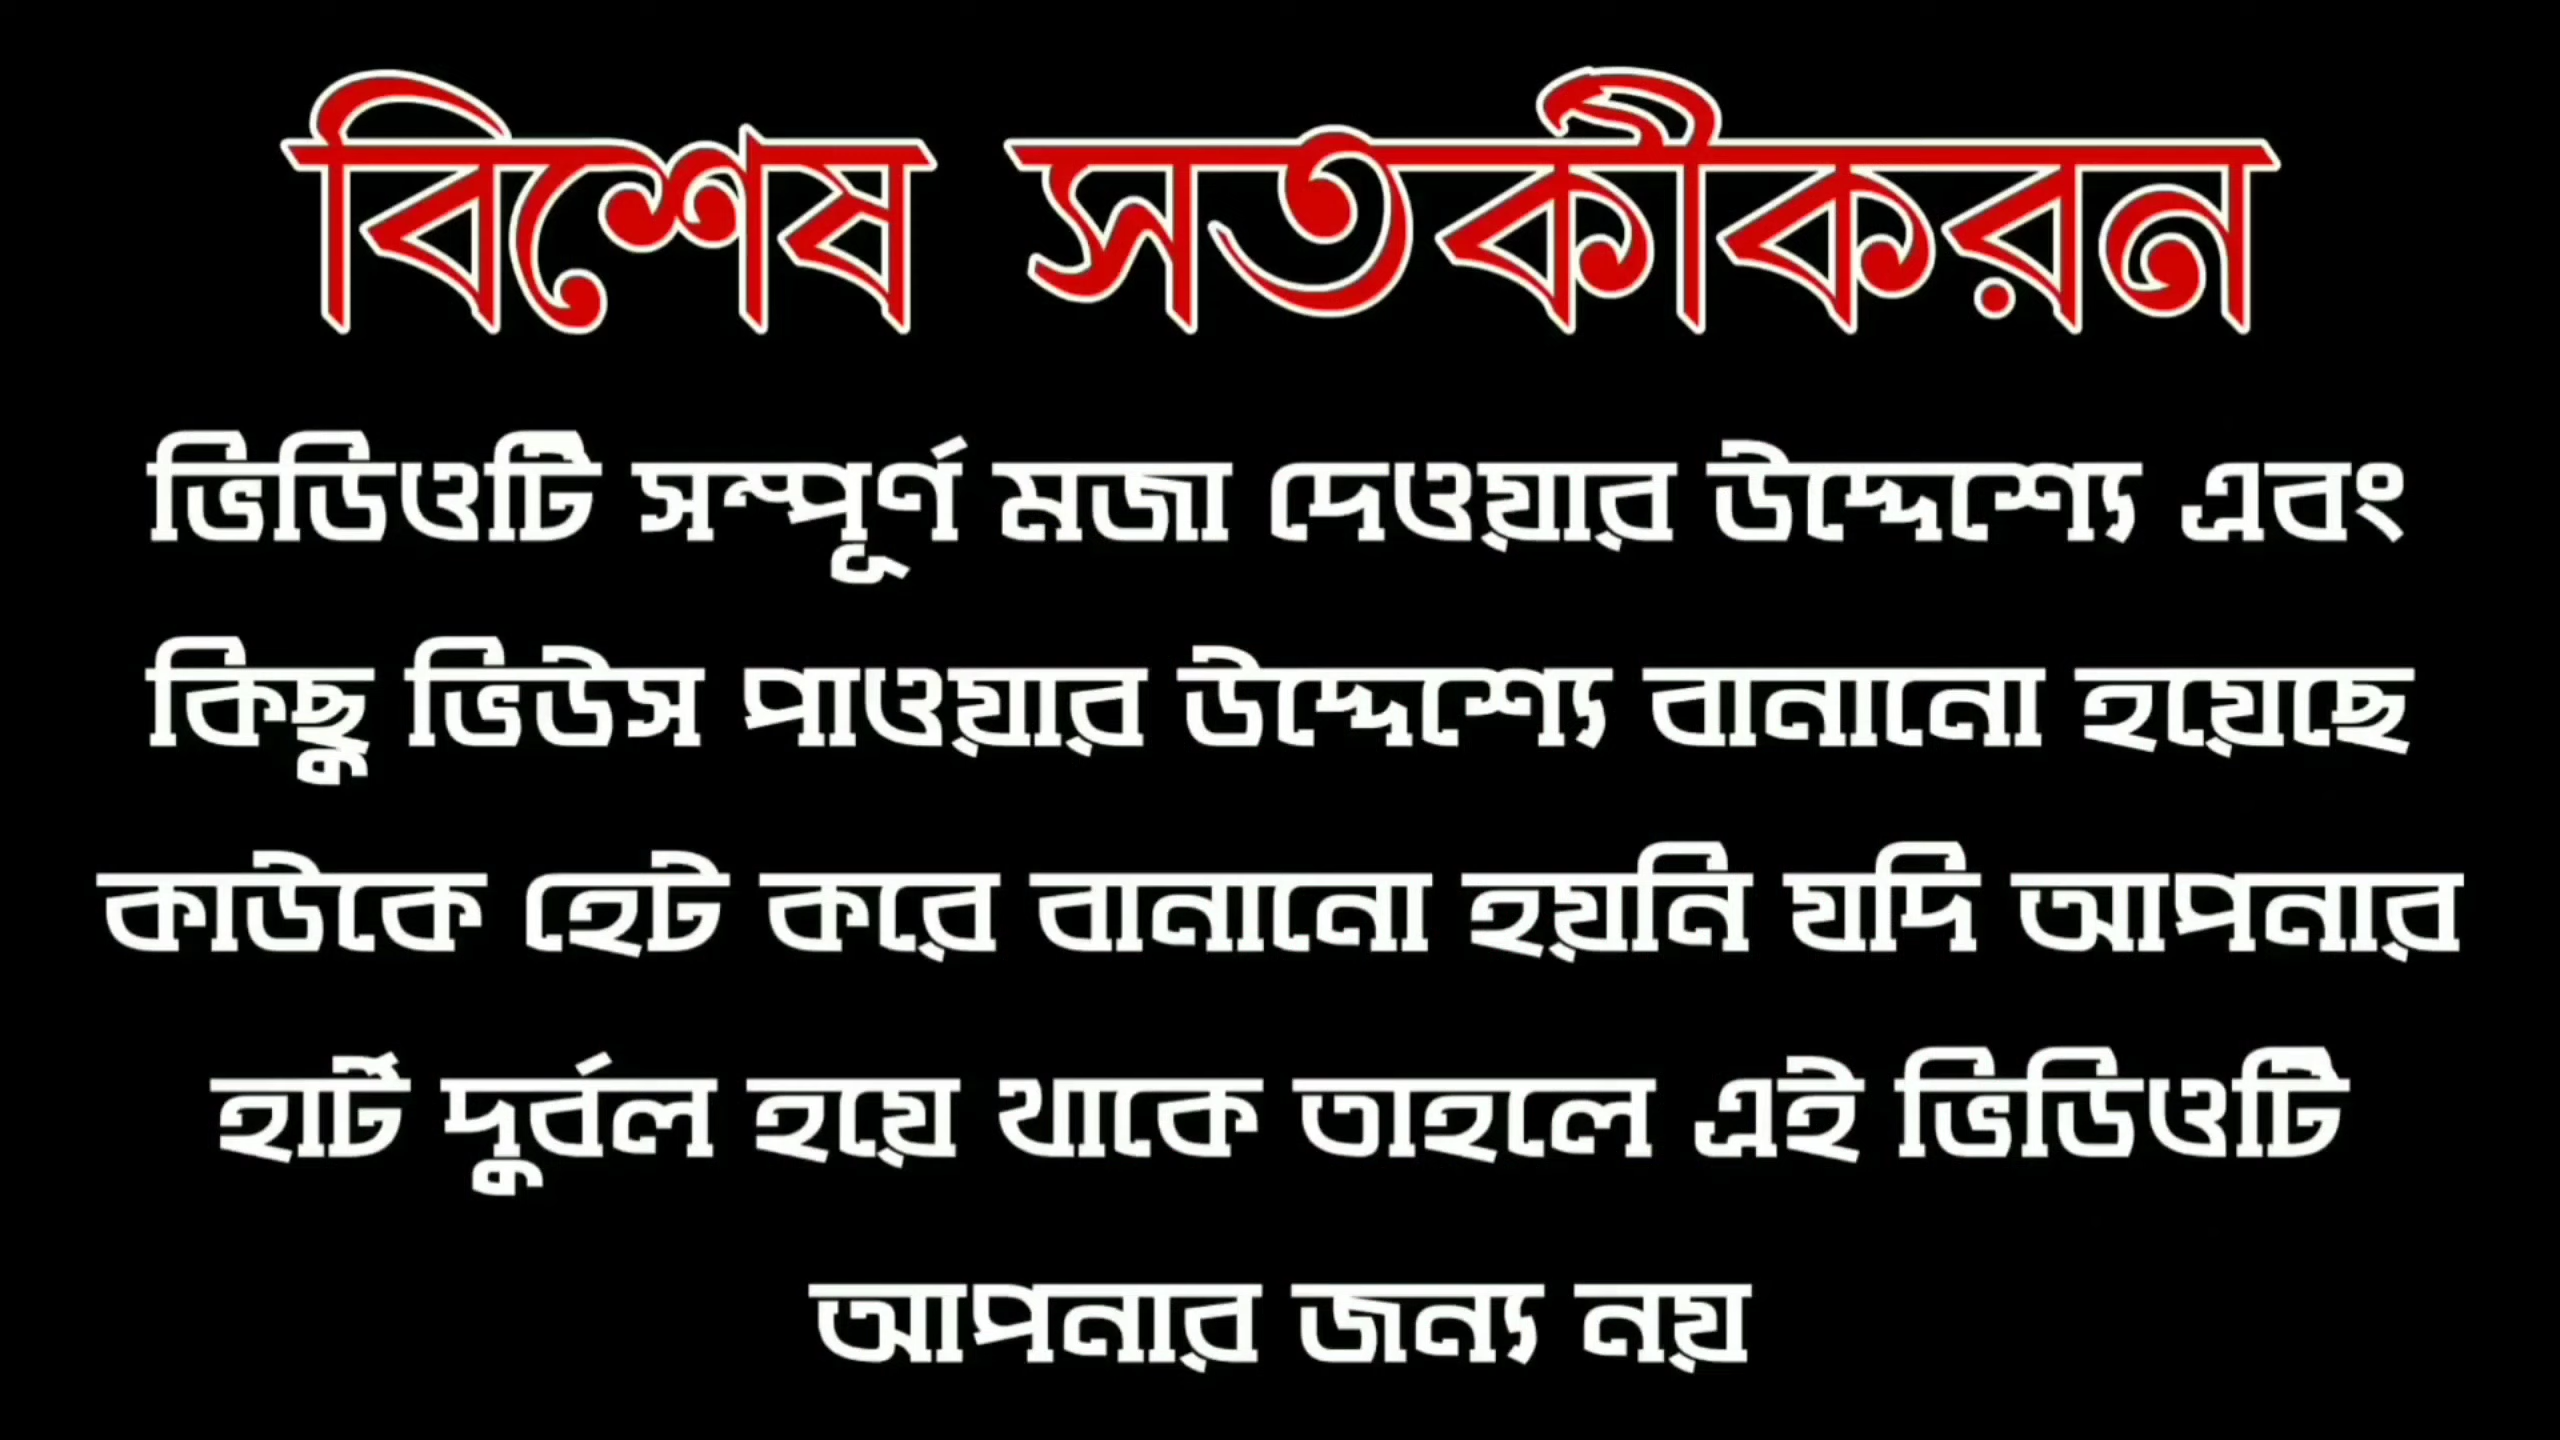 বিশেষ সতর্কীকরন
ভিডিওটি সম্পূর্ণ মজা দেওয়ার উদ্দেশ্যে এবং
কিছু ভিউস পাওয়ার উদ্দেশ্যে বানানো হয়েছে
কাউকে হেট করে বানানো হয়নি যদি আপনার
হার্ট দুর্বল হয়ে থাকে তাহলে এই ভিডিওটি
আপনার জন্য নয়